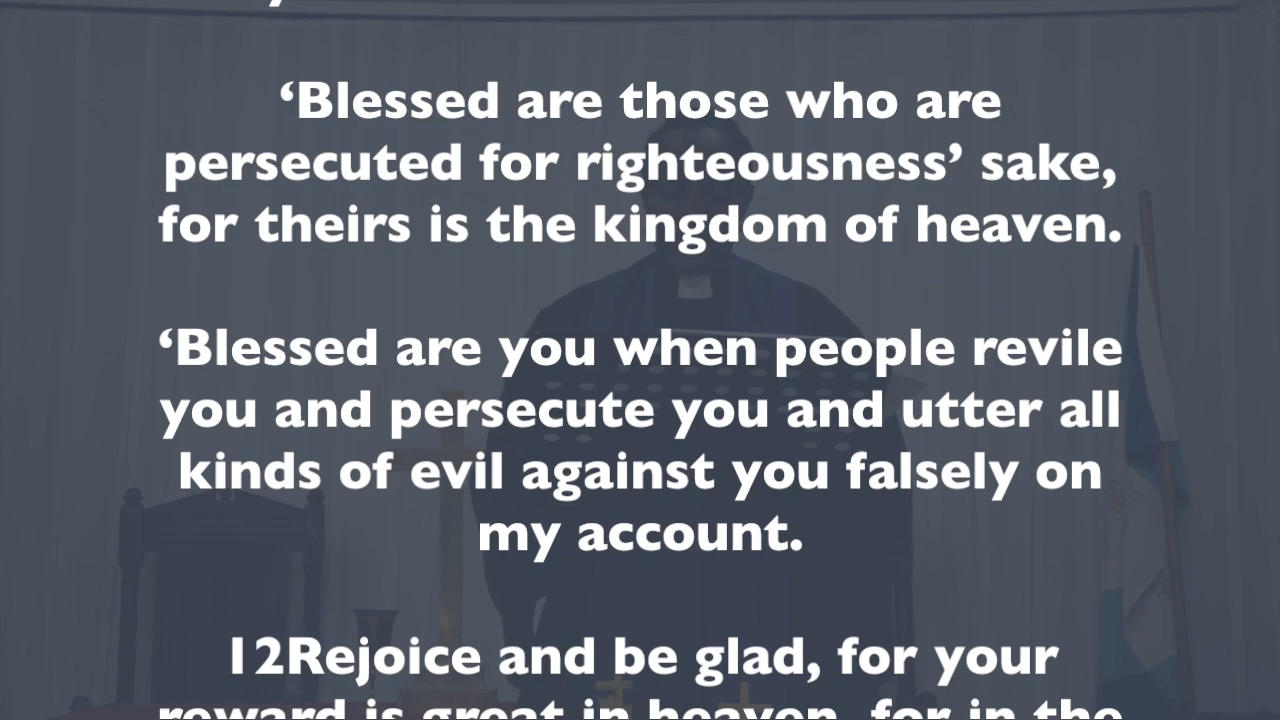 ‘Blessed are those who are
persecuted for righteousness’ sake,
for theirs is the kingdom of heaven.
‘Blessed are you when people revile
you and persecute you and utter all
kinds of evil against you falsely on
my account.
12Rejoice and be glad, for your
reward is great in heaven, for in the